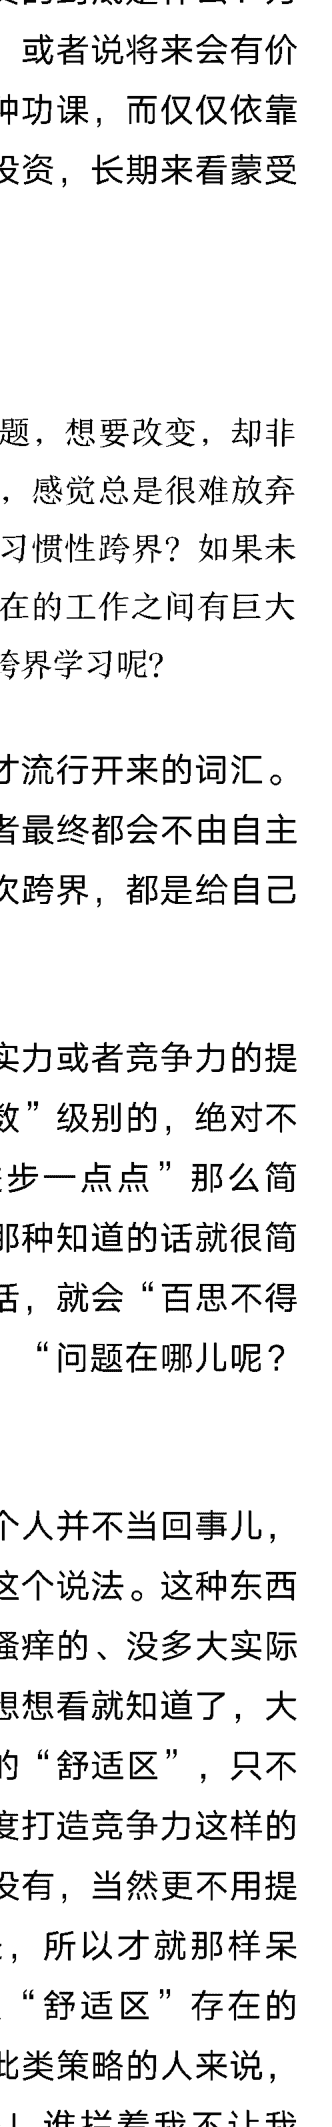 或者说将来会有价
种功课，而仅仅依靠
投资，长期来看蒙受
题，想要改变，却非
，感觉总是很难放弃
习惯性跨界？如果未
在的工作之间有巨大
跨界学习呢？
才流行开来的词汇。
者最终都会不由自主
次跨界，都是给自己
实力或者竞争力的提
数”级别的，绝对不
进步一点点”那么简
那种知道的话就很简
话，就会“百思不得
“问题在哪儿呢？
个人并不当回事儿，
这个说法。这种东西
搔痒的、没多大实际
想想看就知道了，大
的“舒适区”，只不
度打造竞争力这样的
没有，当然更不用提
，所以才就那样呆
“舒适区”存在的
此类策略的人来说，
！谁拦着我不让我